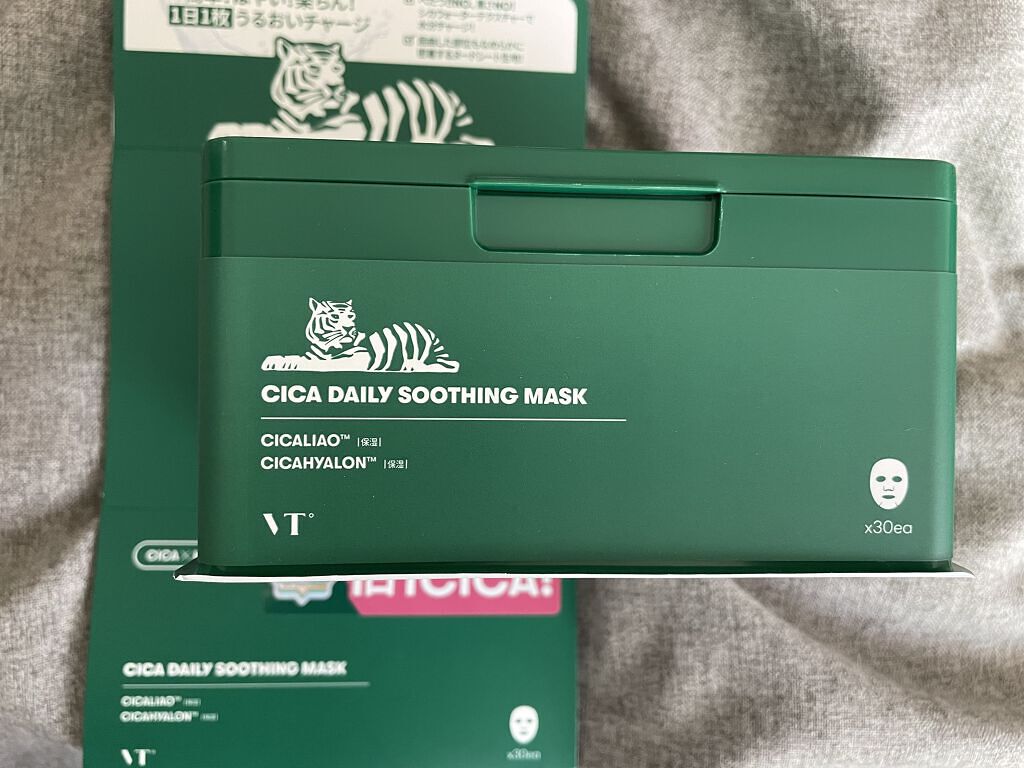 1日1枚うるおいチャージ
CICA DAILY SOOTHING MASK
CICALIAO™ |保湿|
CICAHYALON™ |保湿|
VT°
x30ea
CICA
CICA!
CICA DAILY SOOTHING MASK
CICALIAO™
CICAHYALON™
VT°
x30ea